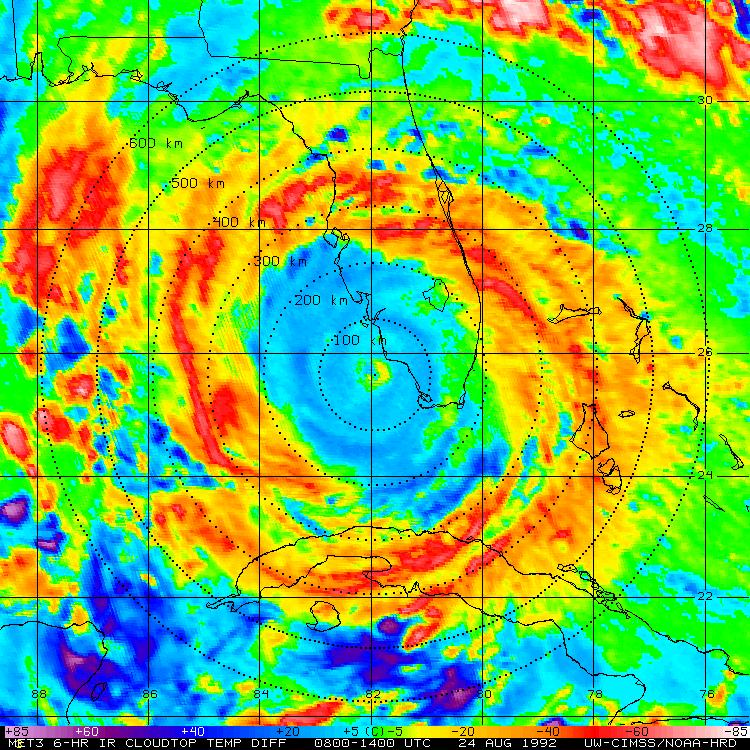 30
600 km
500 km
400 km
28
300 km
200 km
100 km
26
24
22
88 86 84 82 80 78 76
+85 +60 +40 +20 +5 (C) -5 -20 -40 -60 -85
MET3 6-HR IR CLOUDTOP TEMP DIFF 0800-1400 UTC 24 AUG 1992 UW-CIMSS/NOAA-HRD